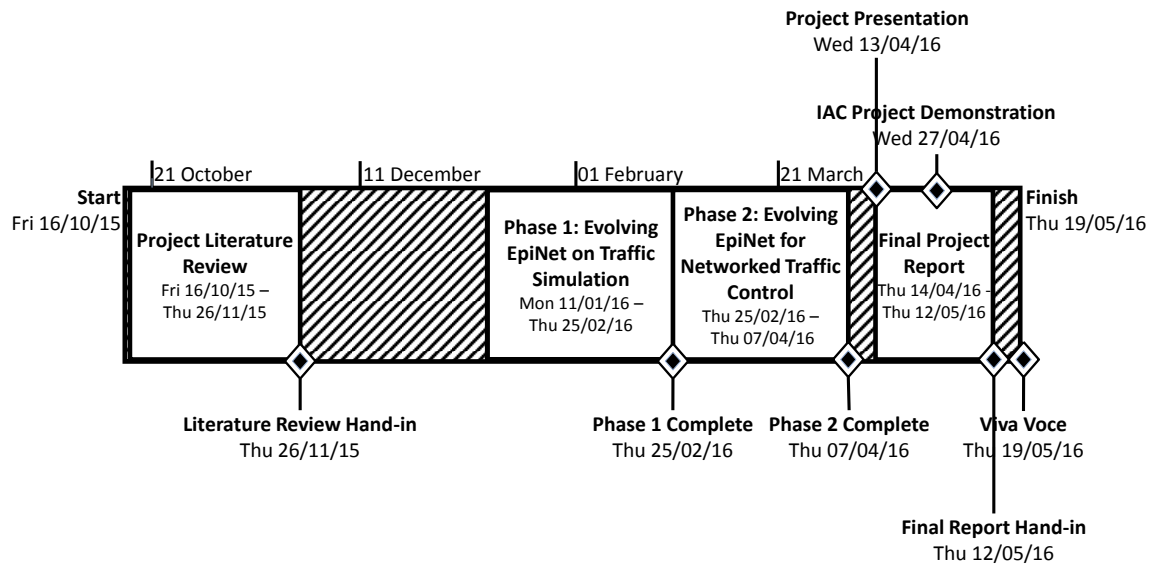 Project Presentation
Wed 13/04/16
IAC Project Demonstration
Wed 27/04/16
21 October
11 December
01 February
21 March
Start
Fri 16/10/15
Finish
Thu 19/05/16
Project Literature
Review
Fri 16/10/15 –
Thu 26/11/15
Phase 1: Evolving
EpiNet on Traffic
Simulation
Mon 11/01/16 –
Thu 25/02/16
Phase 2: Evolving
EpiNet for
Networked Traffic
Control
Thu 25/02/16 –
Thu 07/04/16
Final Project
Report
Thu 14/04/16 -
Thu 12/05/16
Literature Review Hand-in
Thu 26/11/15
Phase 1 Complete
Thu 25/02/16
Phase 2 Complete
Thu 07/04/16
Viva Voce
Thu 19/05/16
Final Report Hand-in
Thu 12/05/16